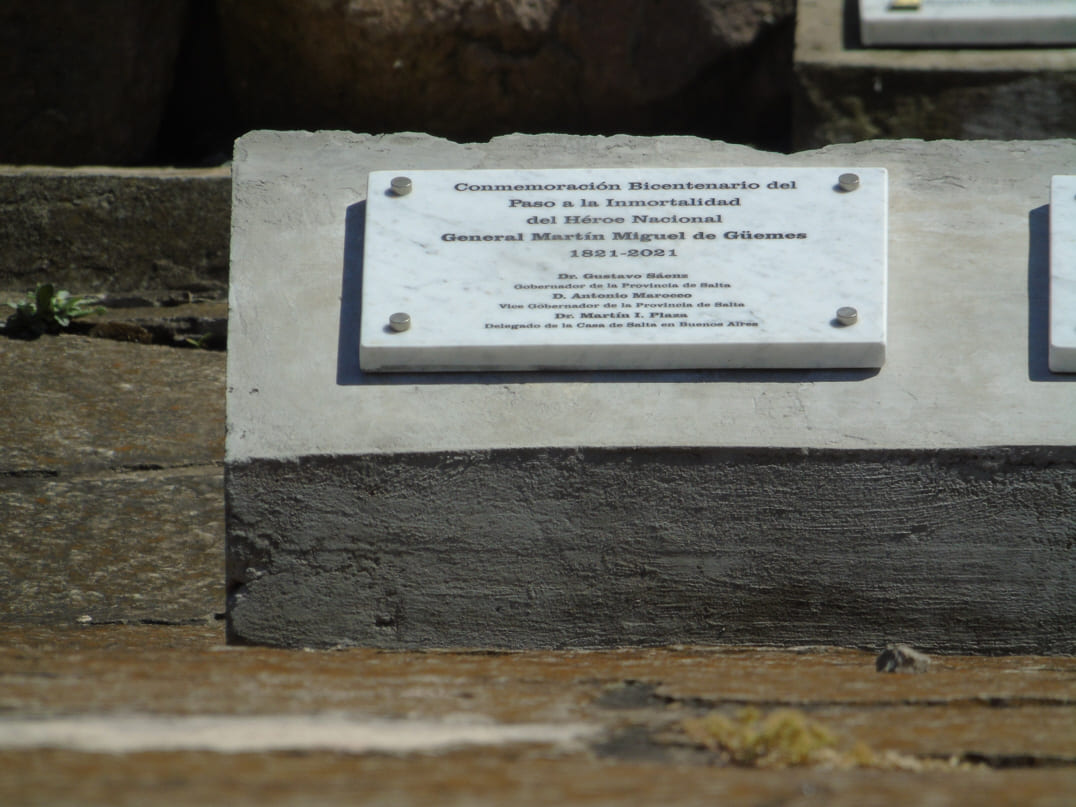 Conmemoración Bicentenario del
Paso a la Inmortalidad
del Héroe Nacional
General Martín Miguel de Güemes
1821-2021
Dr. Gustavo Sáenz
Gobernador de la Provincia de Salta
D. Antonio Marocco
Vice Gobernador de la Provincia de Salta
Dr. Martín I. Plaza
Delegado de la Casa de Salta en Buenos Aires